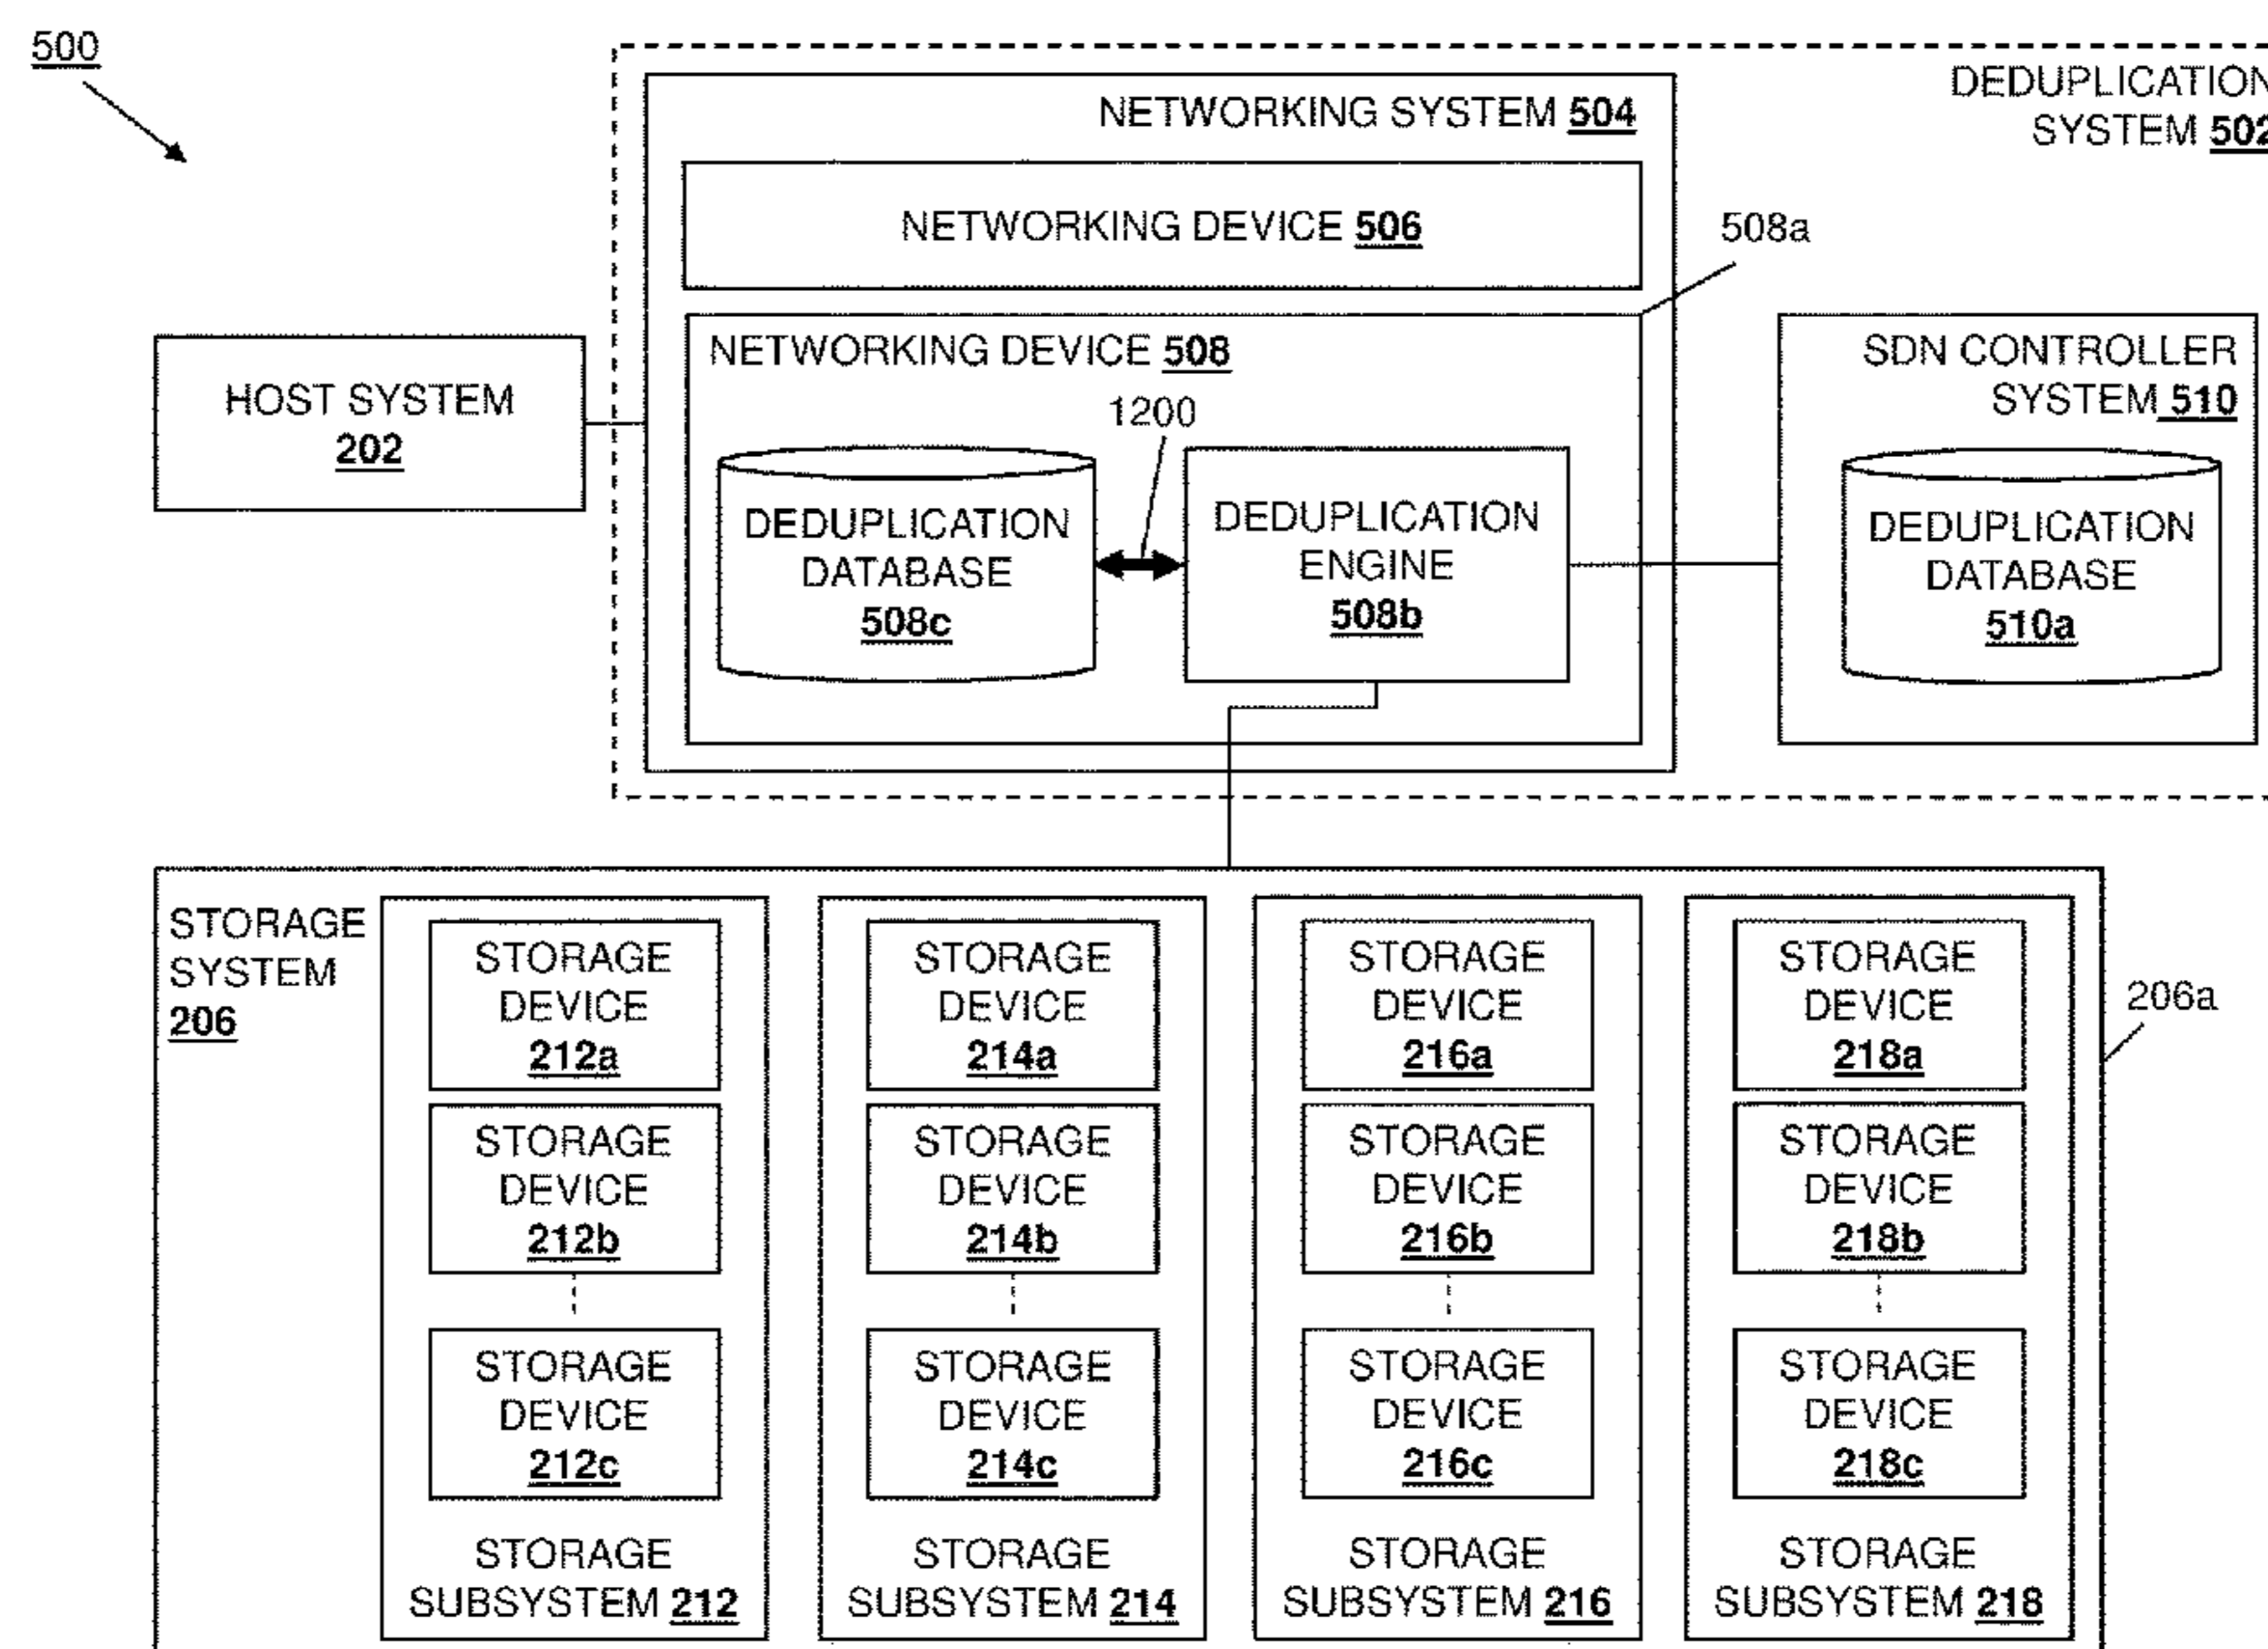 500
DEDUPLICATION
SYSTEM 502
NETWORKING SYSTEM 504
NETWORKING DEVICE 506
508a
NETWORKING DEVICE 508
1200
HOST SYSTEM
202
DEDUPLICATION
DATABASE
508c
DEDUPLICATION
ENGINE
508b
SDN CONTROLLER
SYSTEM 510
DEDUPLICATION
DATABASE
510a
STORAGE
SYSTEM
206
206a
STORAGE
DEVICE
212a
STORAGE
DEVICE
212b
STORAGE
DEVICE
212c
STORAGE
SUBSYSTEM 212
STORAGE
DEVICE
214a
STORAGE
DEVICE
214b
STORAGE
DEVICE
214c
STORAGE
SUBSYSTEM 214
STORAGE
DEVICE
216a
STORAGE
DEVICE
216b
STORAGE
DEVICE
216c
STORAGE
SUBSYSTEM 216
STORAGE
DEVICE
218a
STORAGE
DEVICE
218b
STORAGE
DEVICE
218c
STORAGE
SUBSYSTEM 218